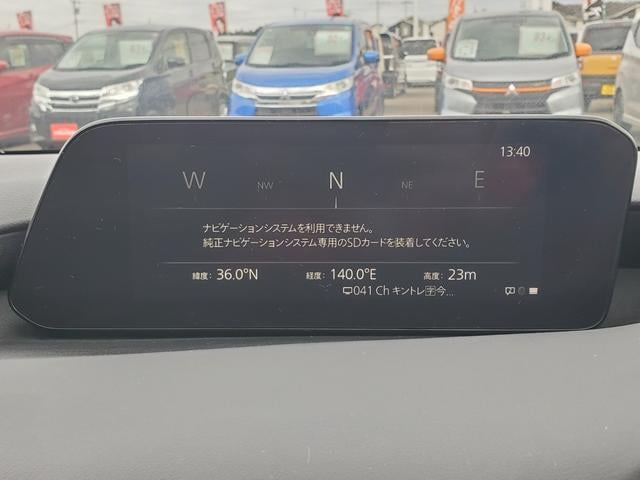 13:40
W NW N NE E
ナビゲーションシステムを利用できません。
純正ナビゲーションシステム専用のSDカードを装着してください。
緯度: 36.0°N 経度: 140.0°E 高度: 23m
041 Ch キントレ字今...